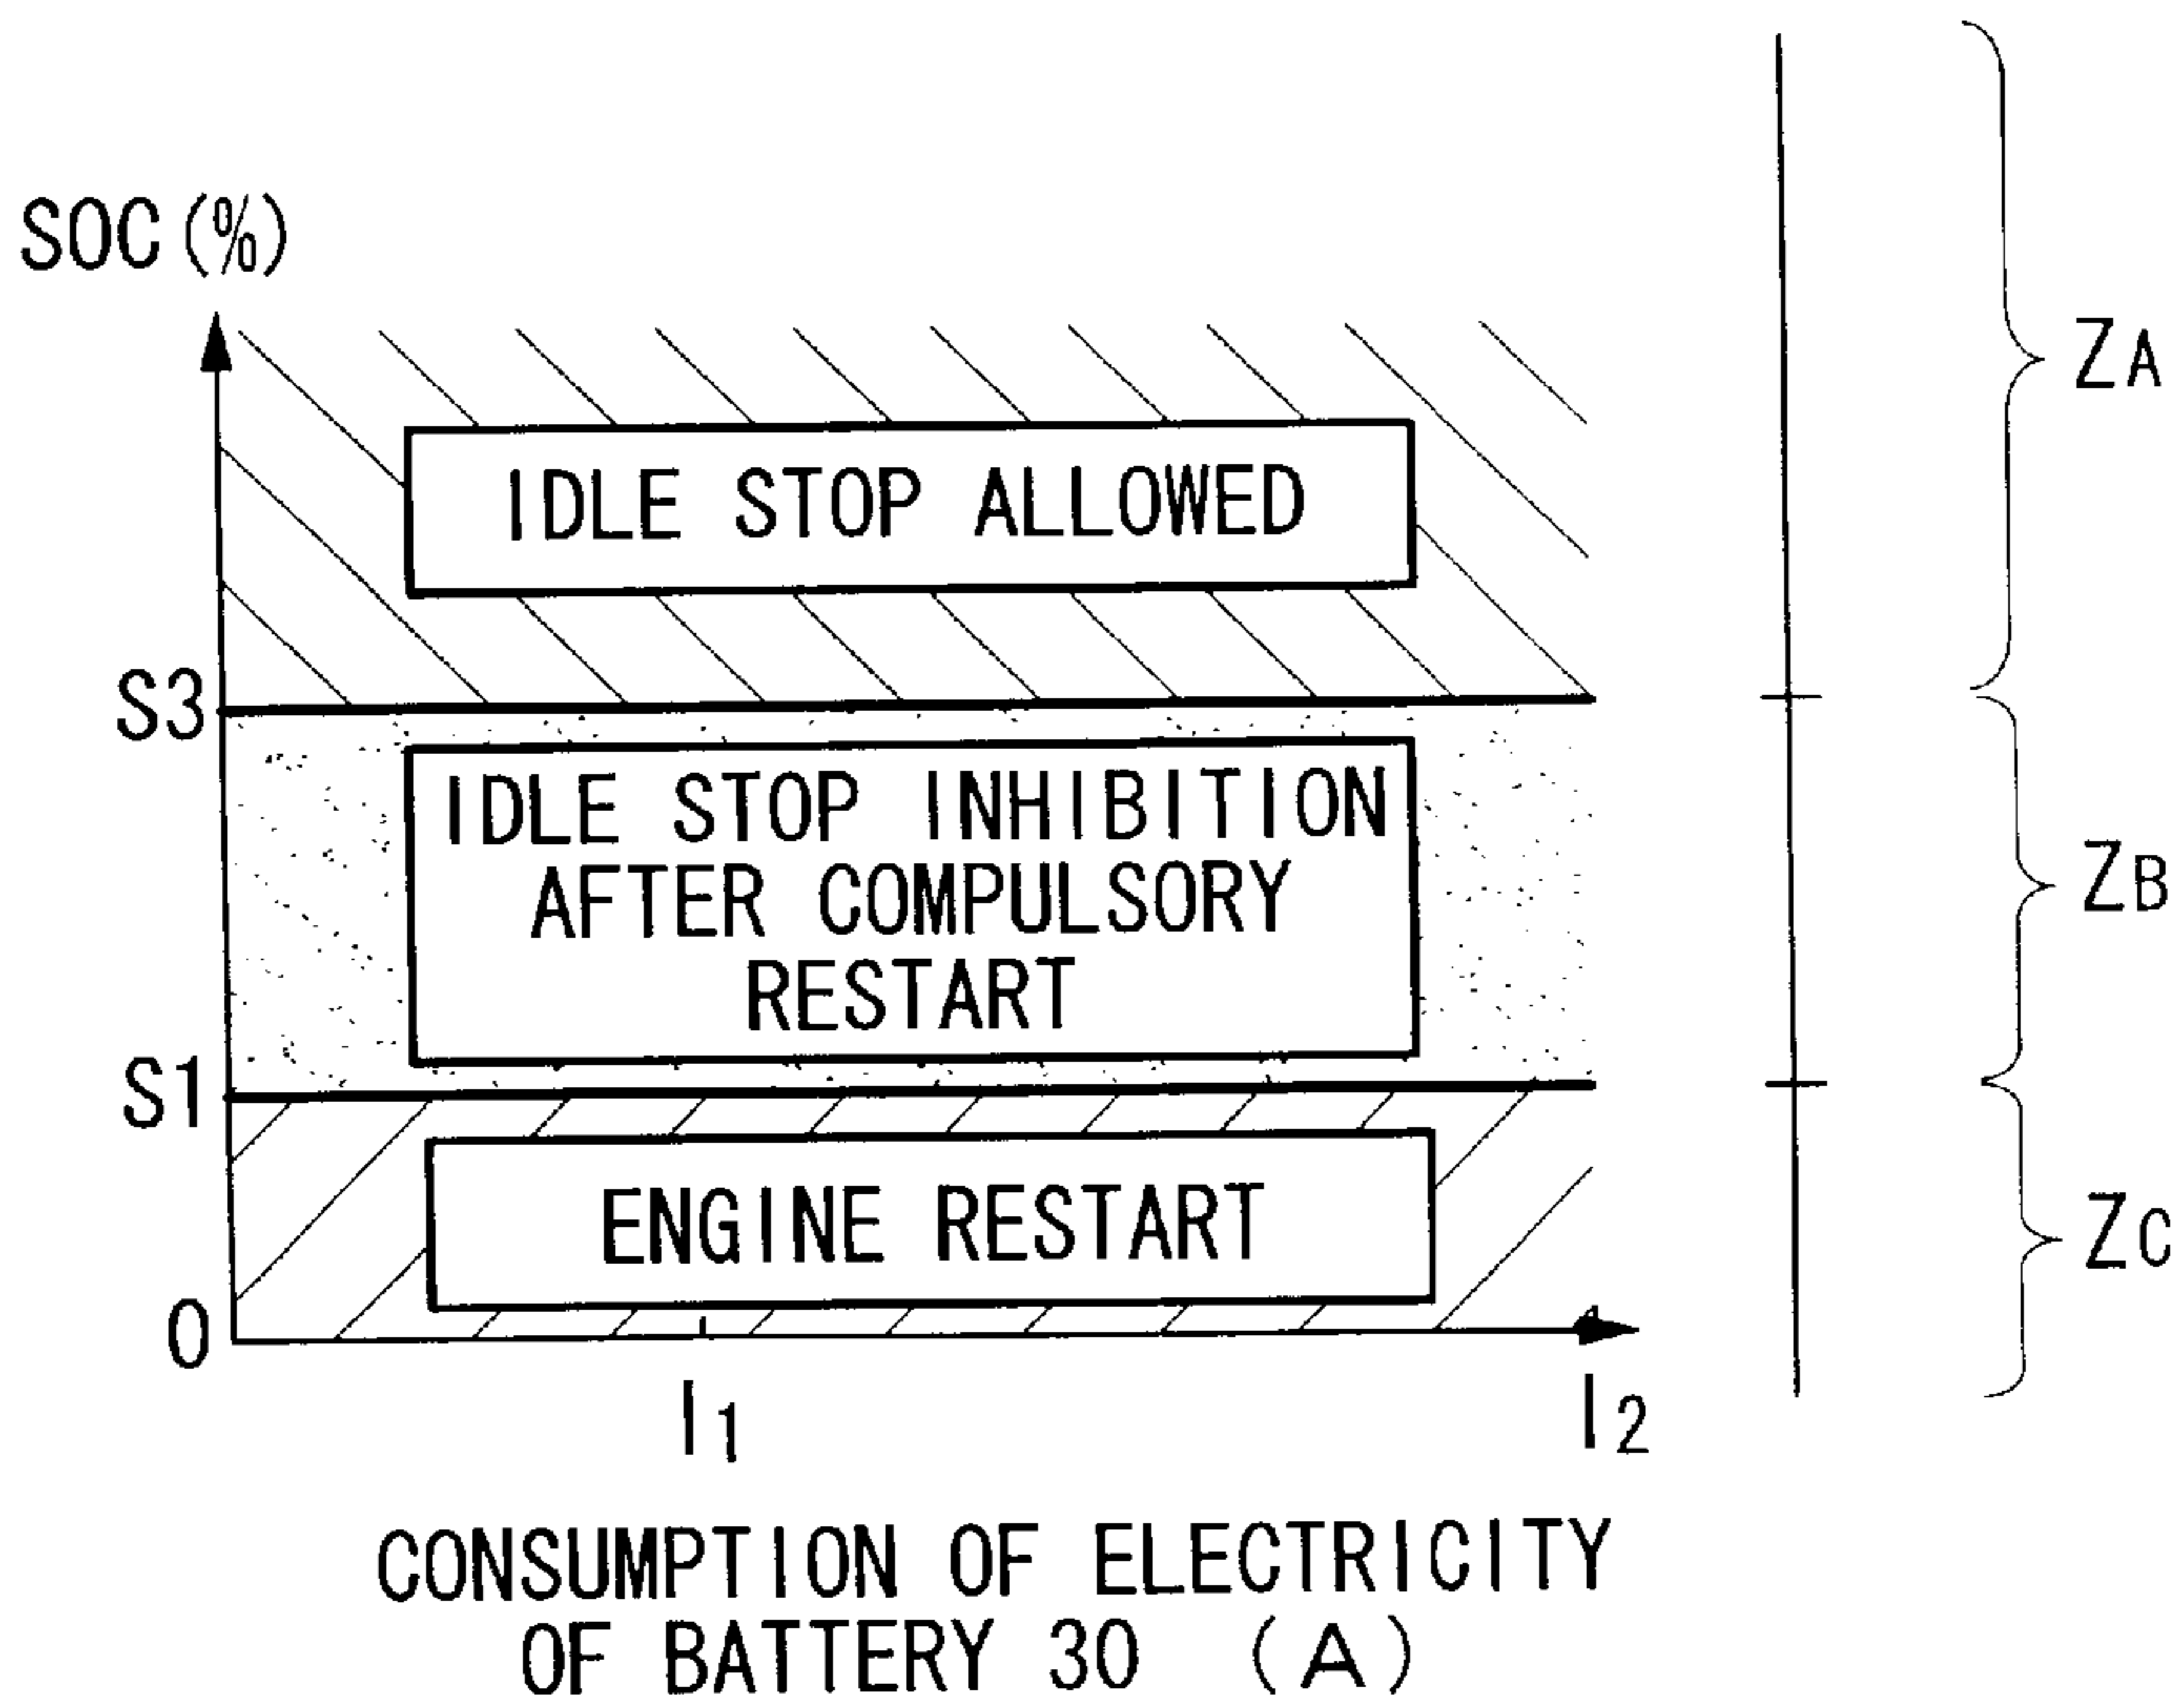 SOC (%)
ZA
IDLE STOP ALLOWED
S3
IDLE STOP INHIBITION
AFTER COMPULSORY
RESTART
ZB
S1
ENGINE RESTART
ZC
0
I1
I2
CONSUMPTION OF ELECTRICITY
OF BATTERY 30 (A)